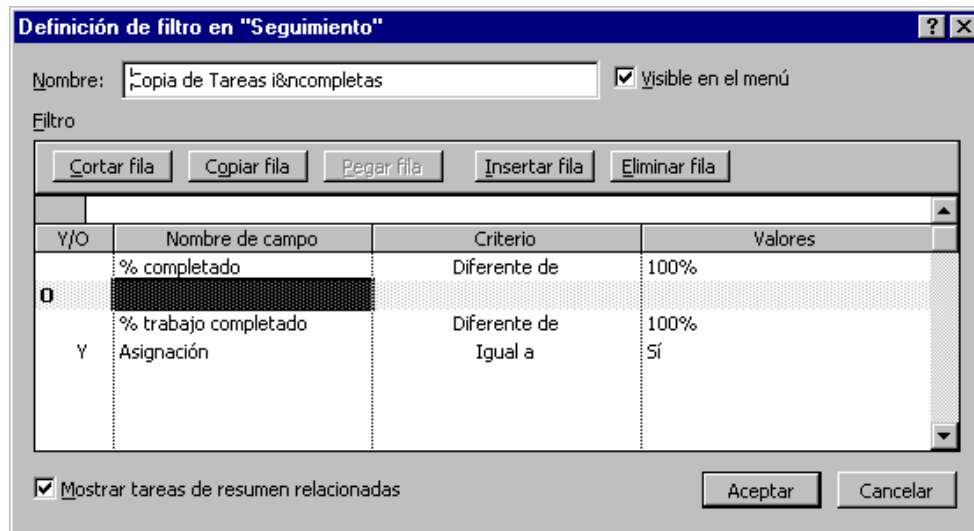 Definición de filtro en "Seguimiento"
Nombre: Copia de Tareas i&ncompletas Visible en el menú
Filtro
Cortar fila Copiar fila Pegar fila Insertar fila Eliminar fila
Y/O Nombre de campo Criterio Valores
% completado Diferente de 100%
O
% trabajo completado Diferente de 100%
Y Asignación Igual a Sí
Mostrar tareas de resumen relacionadas Aceptar Cancelar